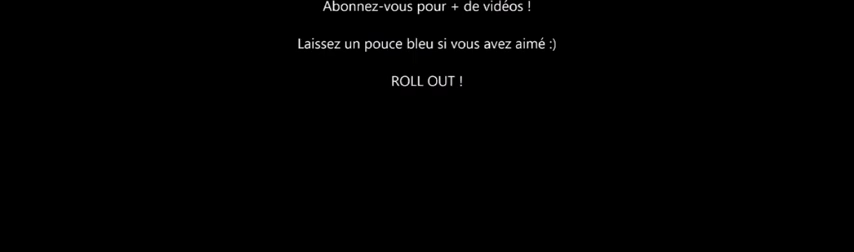 Abonnez-vous pour + de vidéos !
Laissez un pouce bleu si vous avez aimé :)
ROLL OUT !